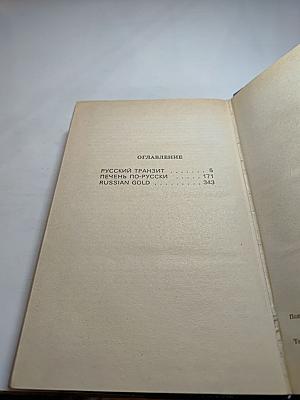 ОГЛАВЛЕНИЕ
РУССКИЙ ТРАНЗИТ . . . . . . . 5
ПЕЧЕНЬ ПО-РУССКИ . . . . . 171
RUSSIAN GOLD . . . . . . . . . 343